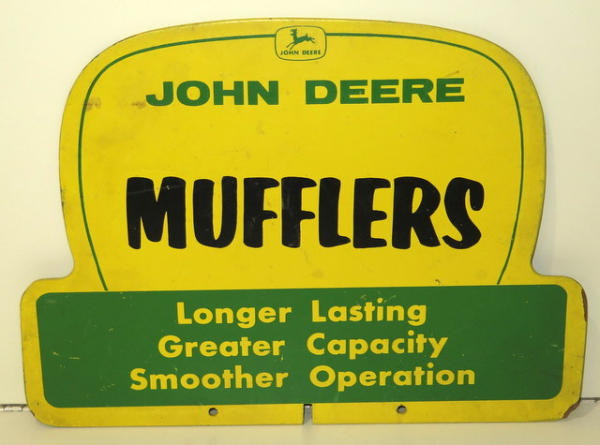 JOHN DEERE
JOHN DEERE
MUFFLERS
Longer Lasting
Greater Capacity
Smoother Operation